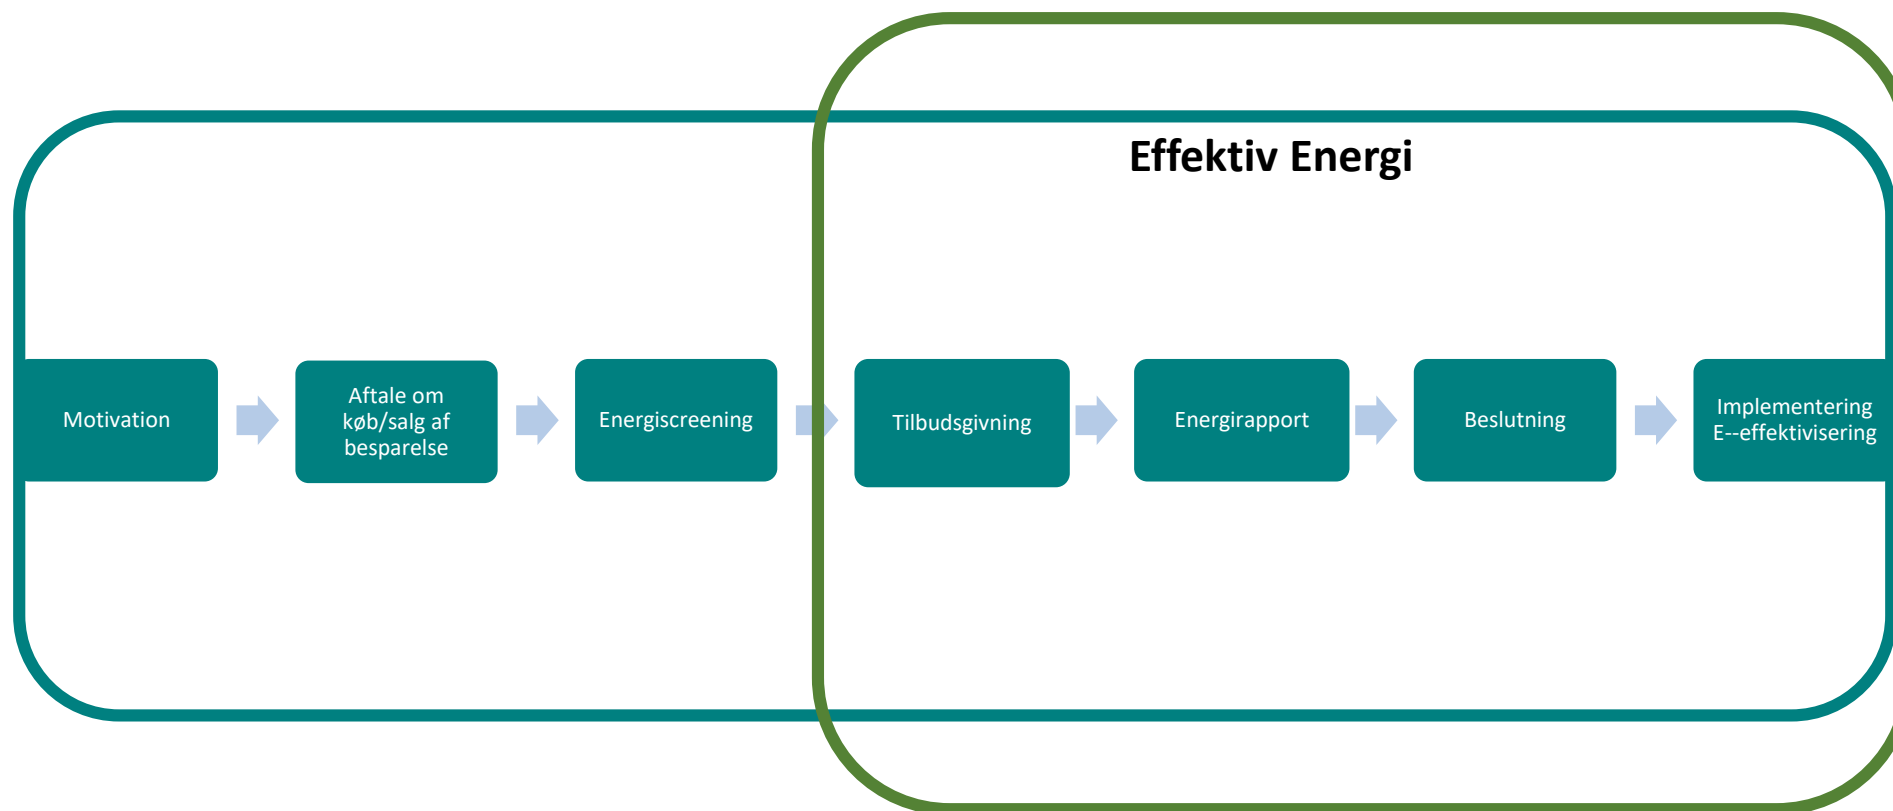 Effektiv Energi
Motivation
Aftale om
køb/salg af
besparelse
Energiscreening
Tilbudsgivning
Energirapport
Beslutning
Implementering
E--effektivisering